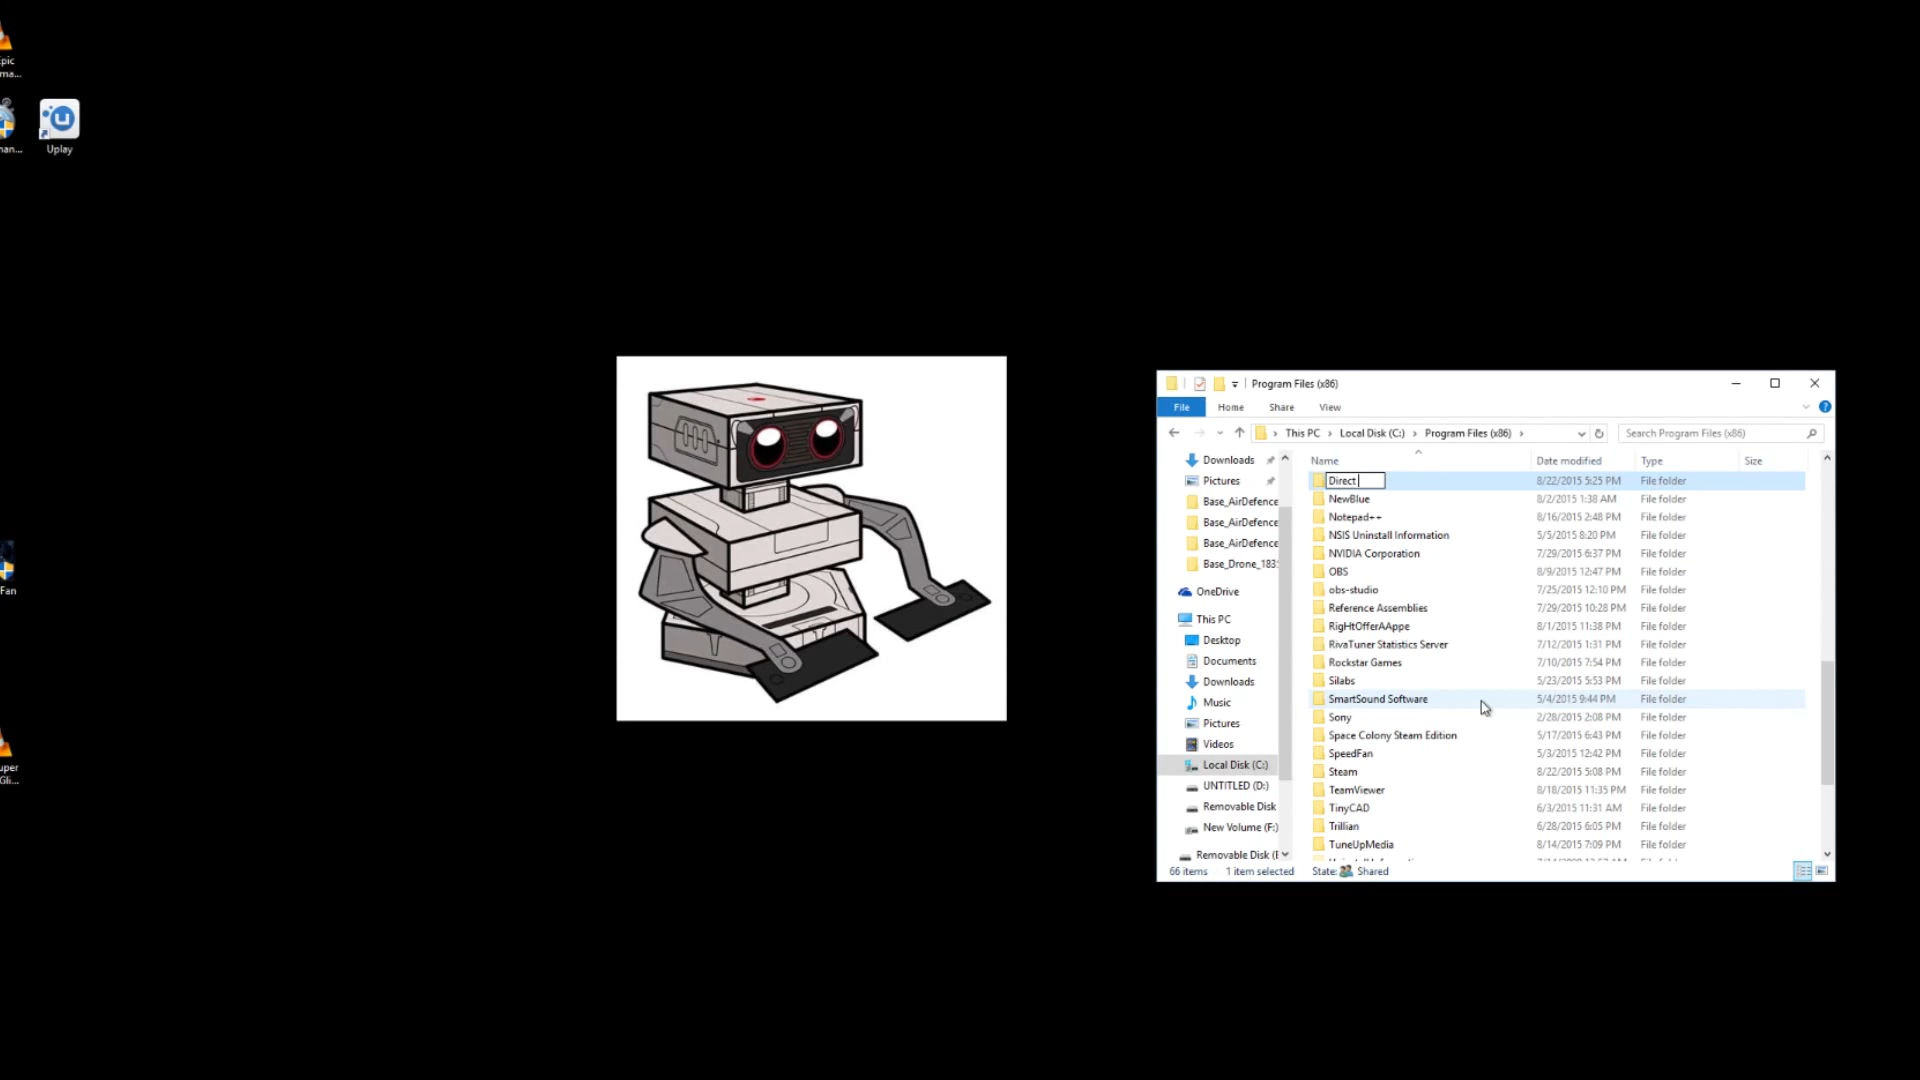 Epic
ma...
man...
Uplay
Fan
uper
Gli...
Program Files (x86)
File Home Share View
This PC Local Disk (C:) Program Files (x86) Search Program Files (x86)
Downloads
Pictures
Base_AirDefence
Base_AirDefence
Base_AirDefence
Base_Drone_183
OneDrive
This PC
Desktop
Documents
Downloads
Music
Pictures
Videos
Local Disk (C:)
UNTITLED (D:)
Removable Disk
New Volume (F:)
Removable Disk (
Name Date modified Type Size
Direct 8/22/2015 5:25 PM File folder
NewBlue 8/2/2015 1:38 AM File folder
Notepad++ 8/16/2015 2:48 PM File folder
NSIS Uninstall Information 5/5/2015 8:20 PM File folder
NVIDIA Corporation 7/29/2015 6:37 PM File folder
OBS 8/9/2015 12:47 PM File folder
obs-studio 7/25/2015 12:10 PM File folder
Reference Assemblies 7/29/2015 10:28 PM File folder
RigHtOfferAAppe 8/1/2015 11:38 PM File folder
RivaTuner Statistics Server 7/12/2015 1:31 PM File folder
Rockstar Games 7/10/2015 7:54 PM File folder
Silabs 5/23/2015 5:53 PM File folder
SmartSound Software 5/4/2015 9:44 PM File folder
Sony 2/28/2015 2:08 PM File folder
Space Colony Steam Edition 5/17/2015 6:43 PM File folder
SpeedFan 5/3/2015 12:42 PM File folder
Steam 8/22/2015 5:08 PM File folder
TeamViewer 8/18/2015 11:35 PM File folder
TinyCAD 6/3/2015 11:31 AM File folder
Trillian 6/28/2015 6:05 PM File folder
TuneUpMedia 8/14/2015 7:09 PM File folder
66 items 1 item selected State: Shared